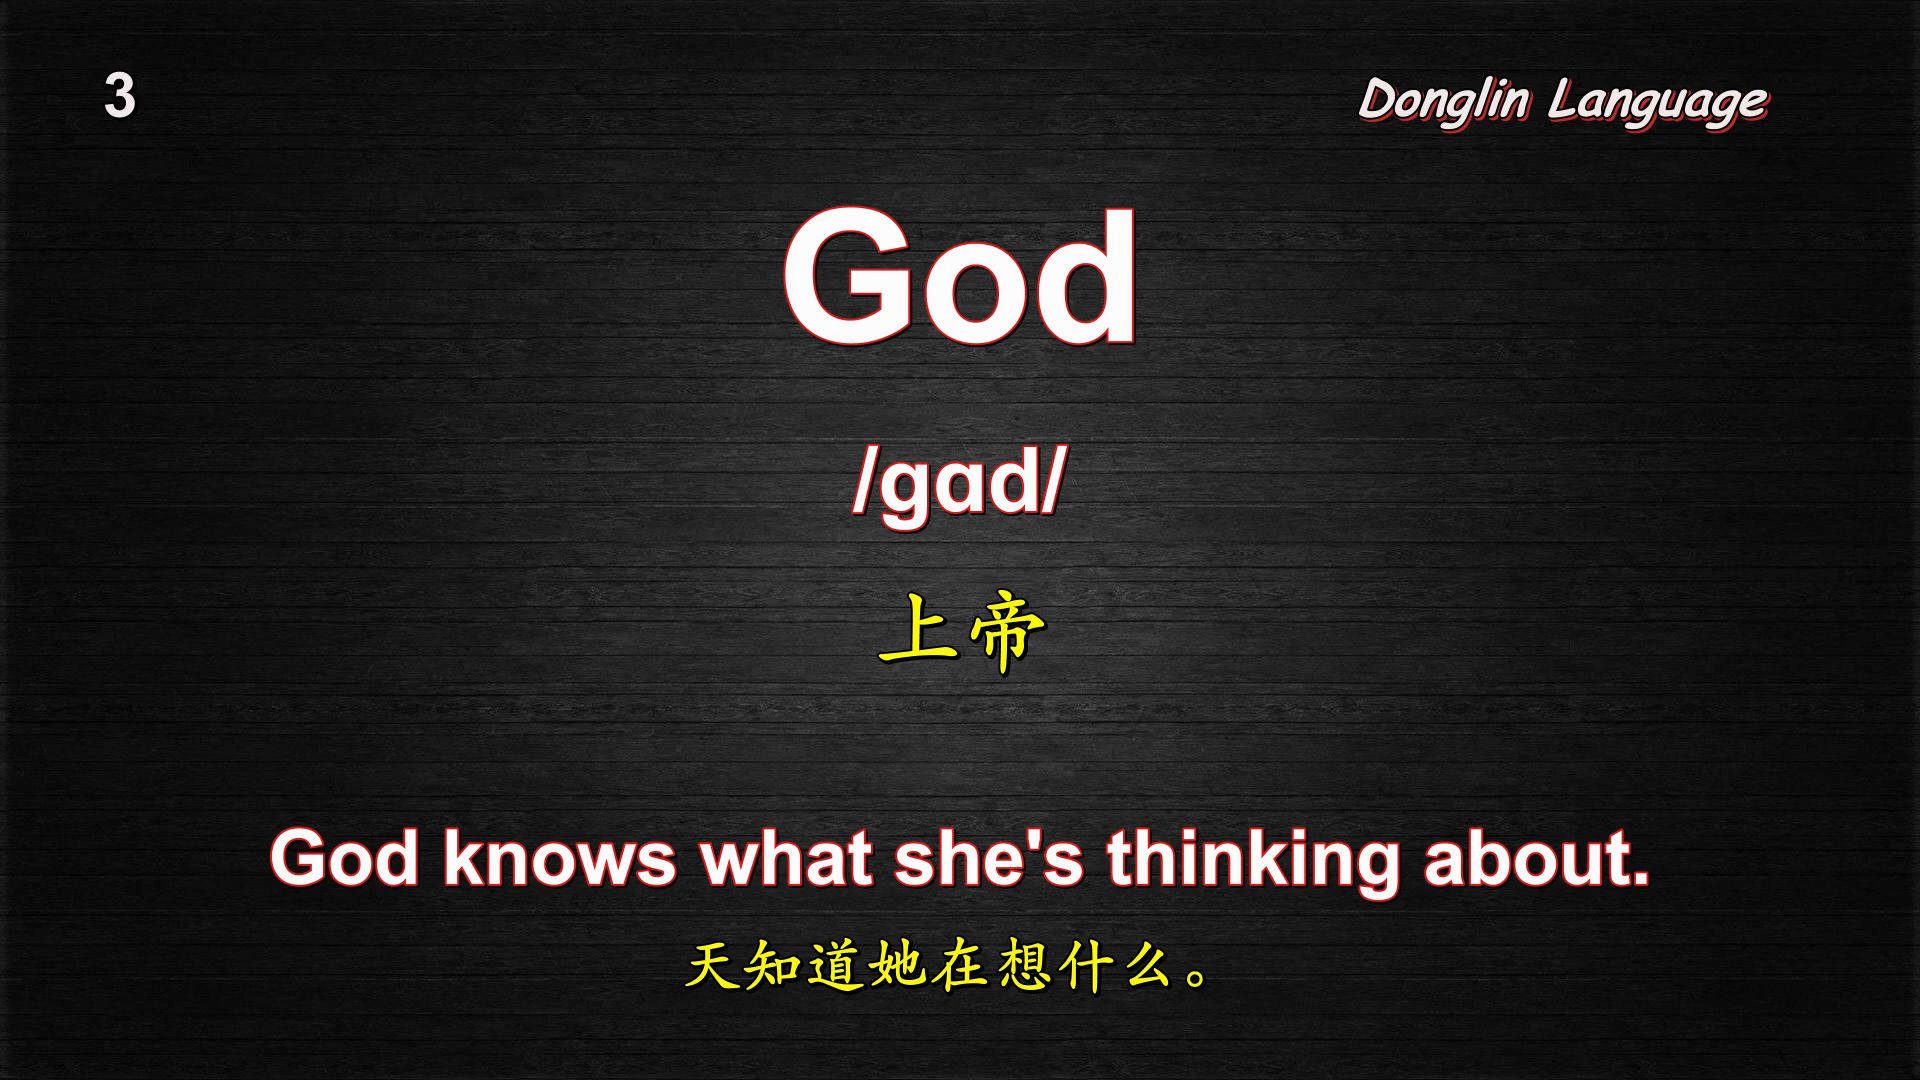 3
Donglin Language
God
/gɑd/
上帝
God knows what she's thinking about.
天知道她在想什么。